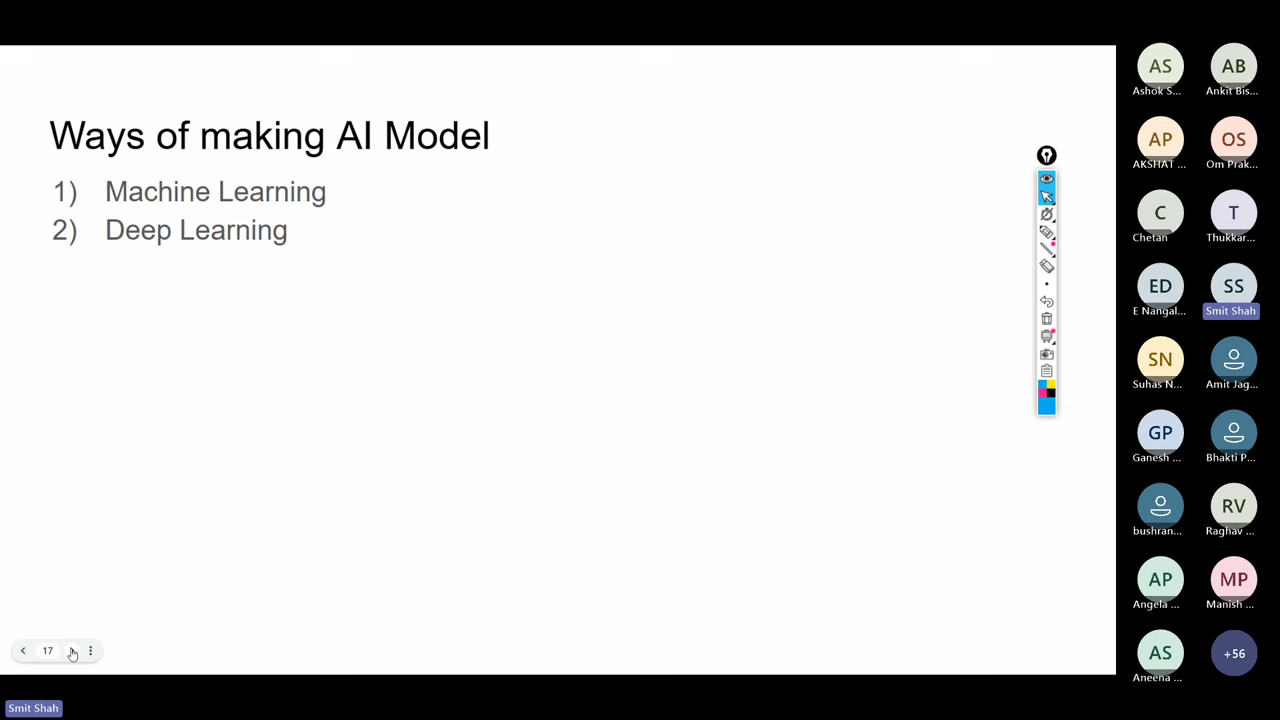 Ways of making AI Model
1) Machine Learning
2) Deep Learning
17
Smit Shah
AS
Ashok S...
AB
Ankit Bis...
AP
AKSHAT ...
OS
Om Prak...
C
Chetan
T
Thukkar...
ED
E Nangal...
SS
Smit Shah
SN
Suhas N...
Amit Jag...
GP
Ganesh ...
Bhakti P...
bushran...
RV
Raghav ...
AP
Angela ...
MP
Manish ...
AS
Aneena ...
+56